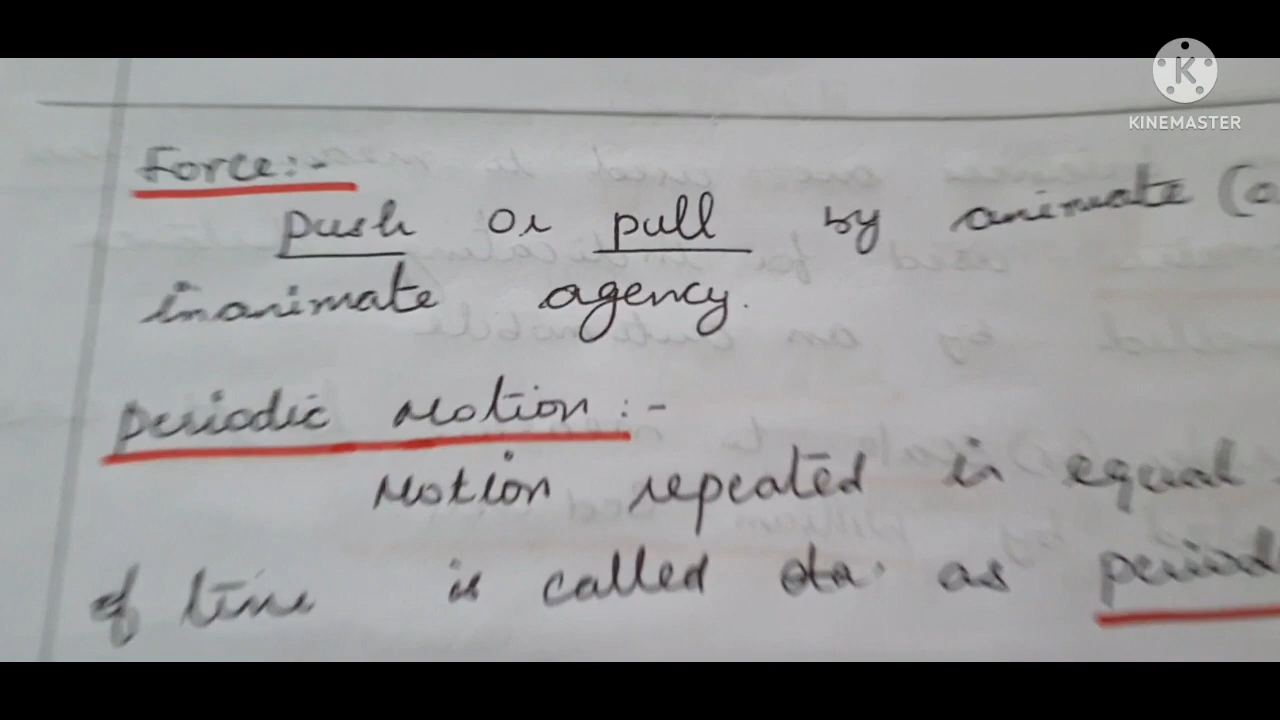 K
KINEMASTER
Force:-
push or pull by animate (o
inanimate agency.
periodic Motion :-
Motion repeated in equal
of time is called as period